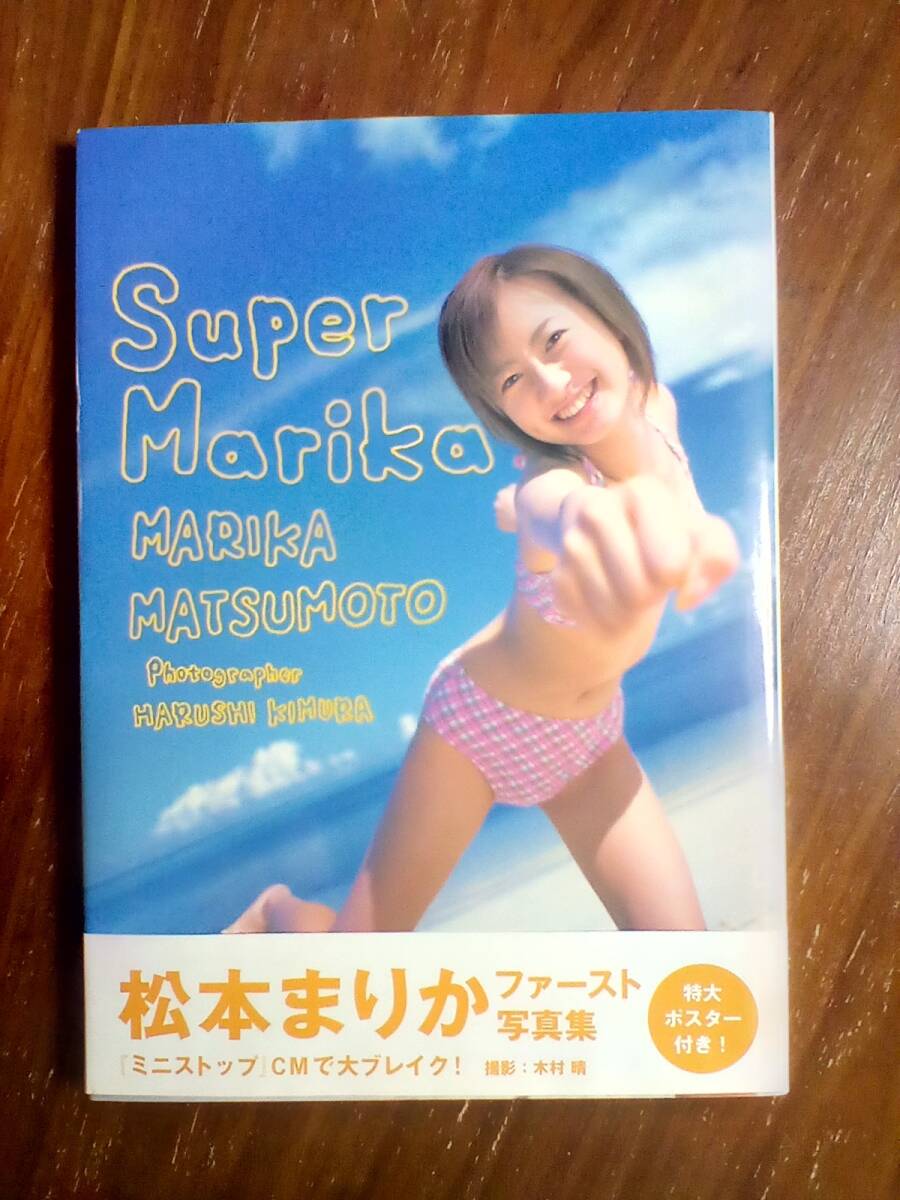 Super
Marika
MARIKA
MATSUMOTO
Photographer
HARUSHI KIMURA
松本まりか
ファースト
写真集
『ミニストップ』CMで大ブレイク! 撮影:木村 晴
特大
ポスター
付き!